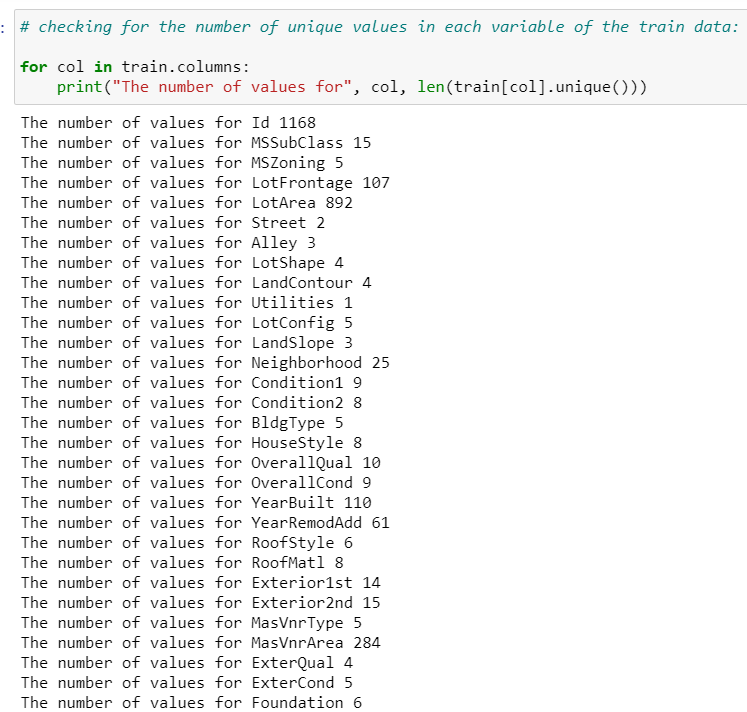 : # checking for the number of unique values in each variable of the train data:
for col in train.columns:
    print("The number of values for", col, len(train[col].unique()))
The number of values for Id 1168
The number of values for MSSubClass 15
The number of values for MSZoning 5
The number of values for LotFrontage 107
The number of values for LotArea 892
The number of values for Street 2
The number of values for Alley 3
The number of values for LotShape 4
The number of values for LandContour 4
The number of values for Utilities 1
The number of values for LotConfig 5
The number of values for LandSlope 3
The number of values for Neighborhood 25
The number of values for Condition1 9
The number of values for Condition2 8
The number of values for BldgType 5
The number of values for HouseStyle 8
The number of values for OverallQual 10
The number of values for OverallCond 9
The number of values for YearBuilt 110
The number of values for YearRemodAdd 61
The number of values for RoofStyle 6
The number of values for RoofMatl 8
The number of values for Exterior1st 14
The number of values for Exterior2nd 15
The number of values for MasVnrType 5
The number of values for MasVnrArea 284
The number of values for ExterQual 4
The number of values for ExterCond 5
The number of values for Foundation 6